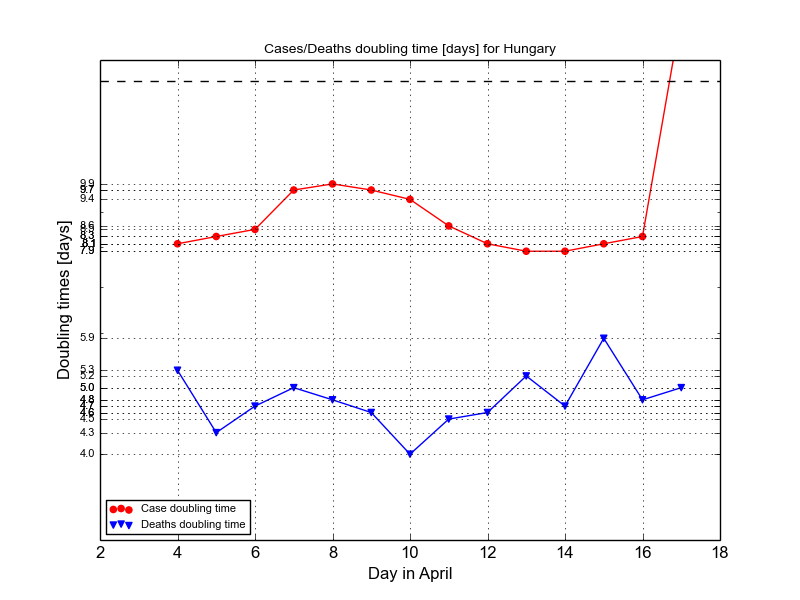 Cases/Deaths doubling time [days] for Hungary
Doubling times [days]
9.9
9.7
9.4
8.6
8.3
8.1
7.9
5.9
5.3
5.2
5.0
4.8
4.7
4.6
4.5
4.3
4.0
Case doubling time
Deaths doubling time
2 4 6 8 10 12 14 16 18
Day in April